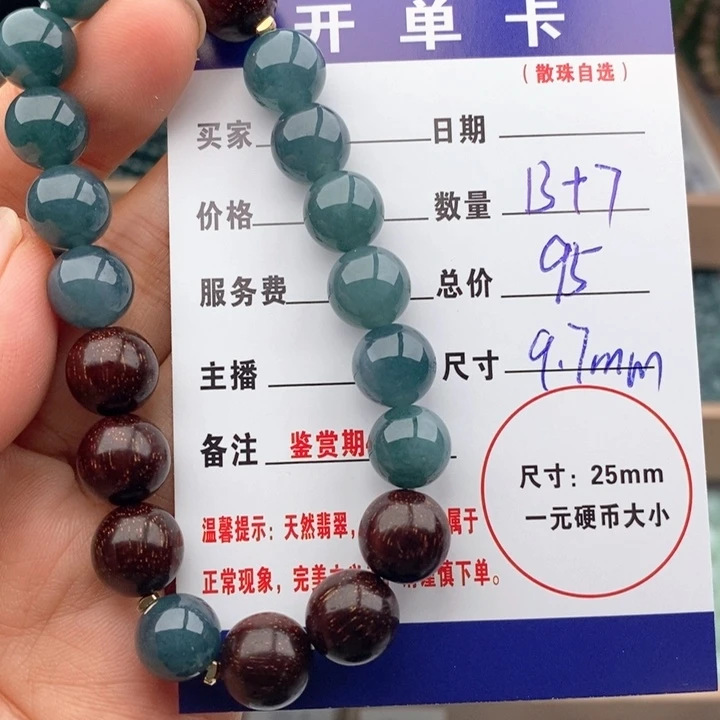 开单卡
（散珠自选）
买家 日期
价格 数量 13+7
服务费 总价 95
主播 尺寸 9.7mm
备注 鉴赏期
尺寸：25mm
一元硬币大小
温馨提示：天然翡翠， 属于
正常现象，完美 谨慎下单。